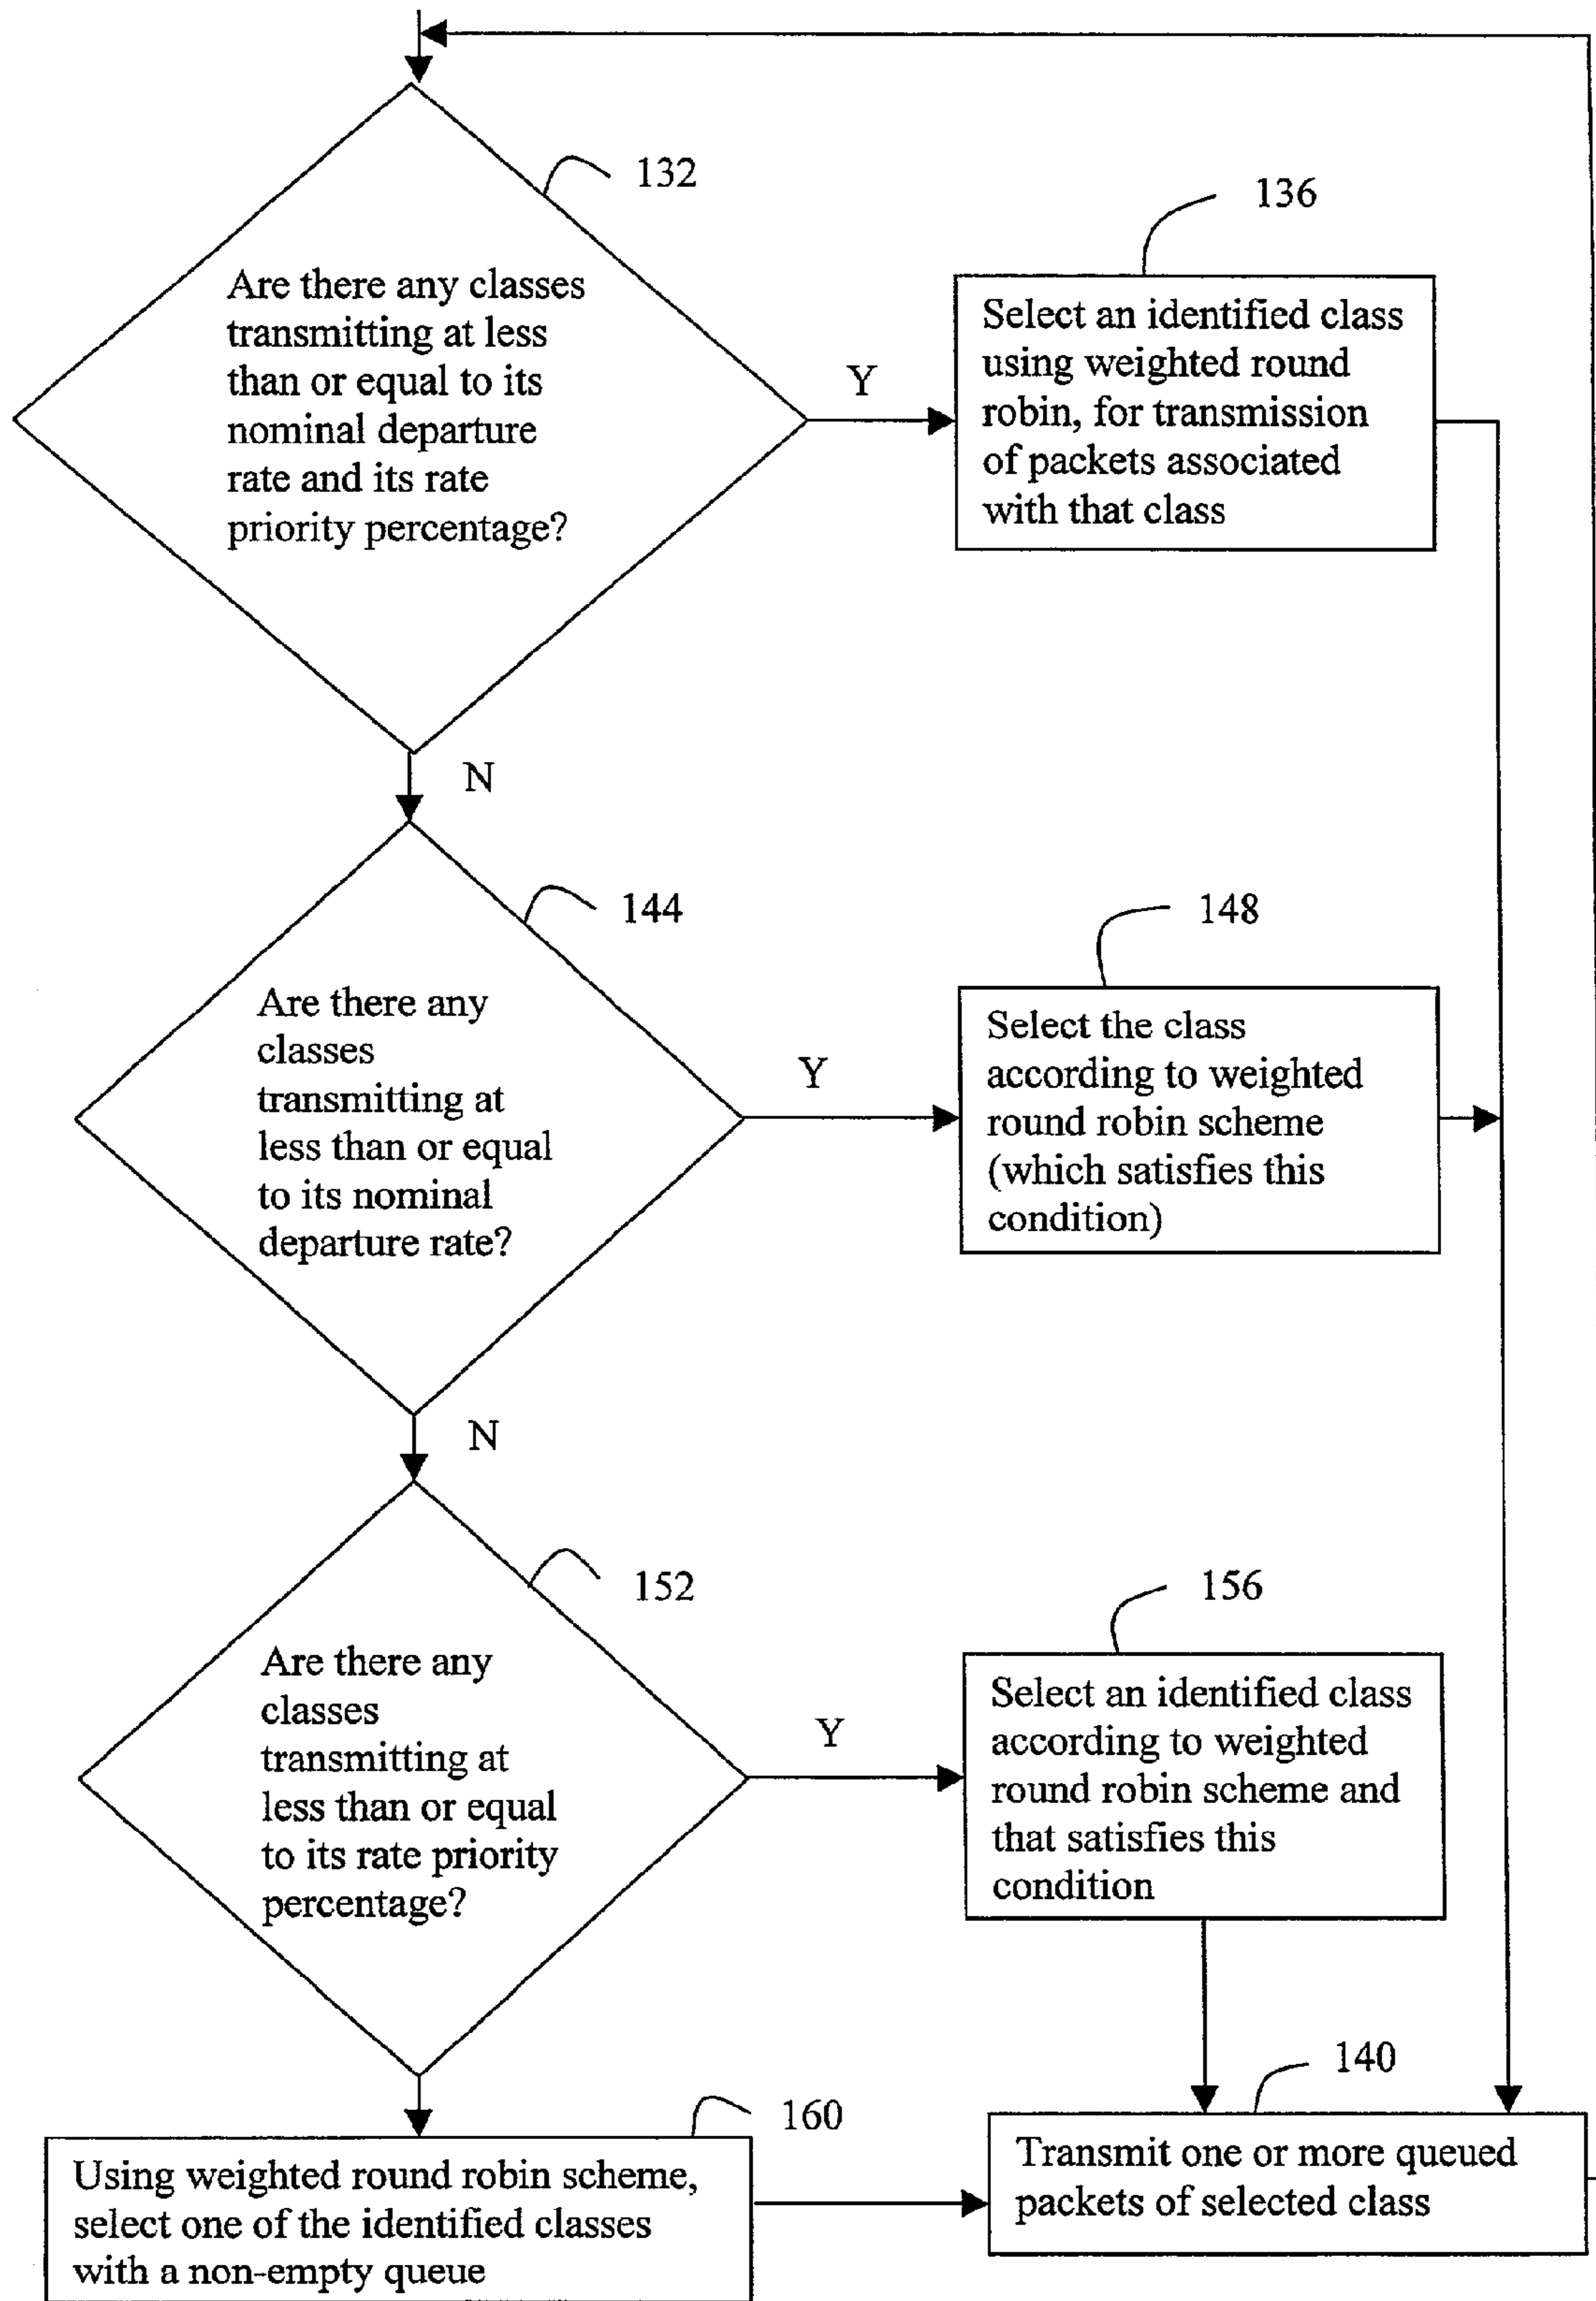 132
Are there any classes
transmitting at less
than or equal to its
nominal departure
rate and its rate
priority percentage?
Y
136
Select an identified class
using weighted round
robin, for transmission
of packets associated
with that class
N
144
Are there any
classes
transmitting at
less than or equal
to its nominal
departure rate?
Y
148
Select the class
according to weighted
round robin scheme
(which satisfies this
condition)
N
152
Are there any
classes
transmitting at
less than or equal
to its rate priority
percentage?
Y
156
Select an identified class
according to weighted
round robin scheme and
that satisfies this
condition
160
Using weighted round robin scheme,
select one of the identified classes
with a non-empty queue
140
Transmit one or more queued
packets of selected class